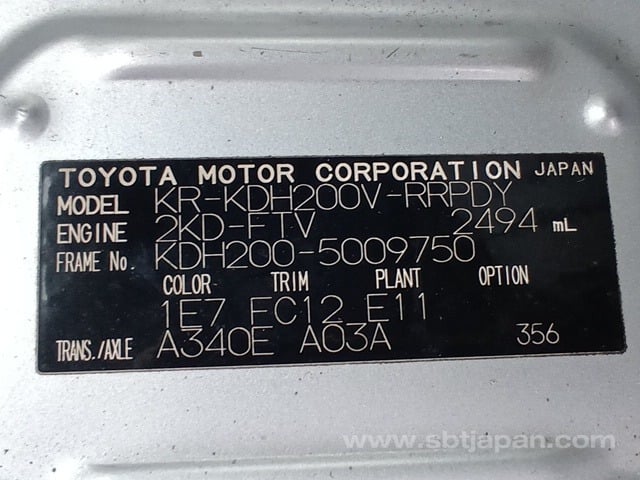 TOYOTA MOTOR CORPORATION JAPAN
MODEL KR-KDH200V-RRPDY
ENGINE 2KD-FTV 2494 mL
FRAME No. KDH200-5009750
COLOR TRIM PLANT OPTION
1E7 FC12 E11
TRANS./AXLE A340E A03A 356
www.sbtjapan.com